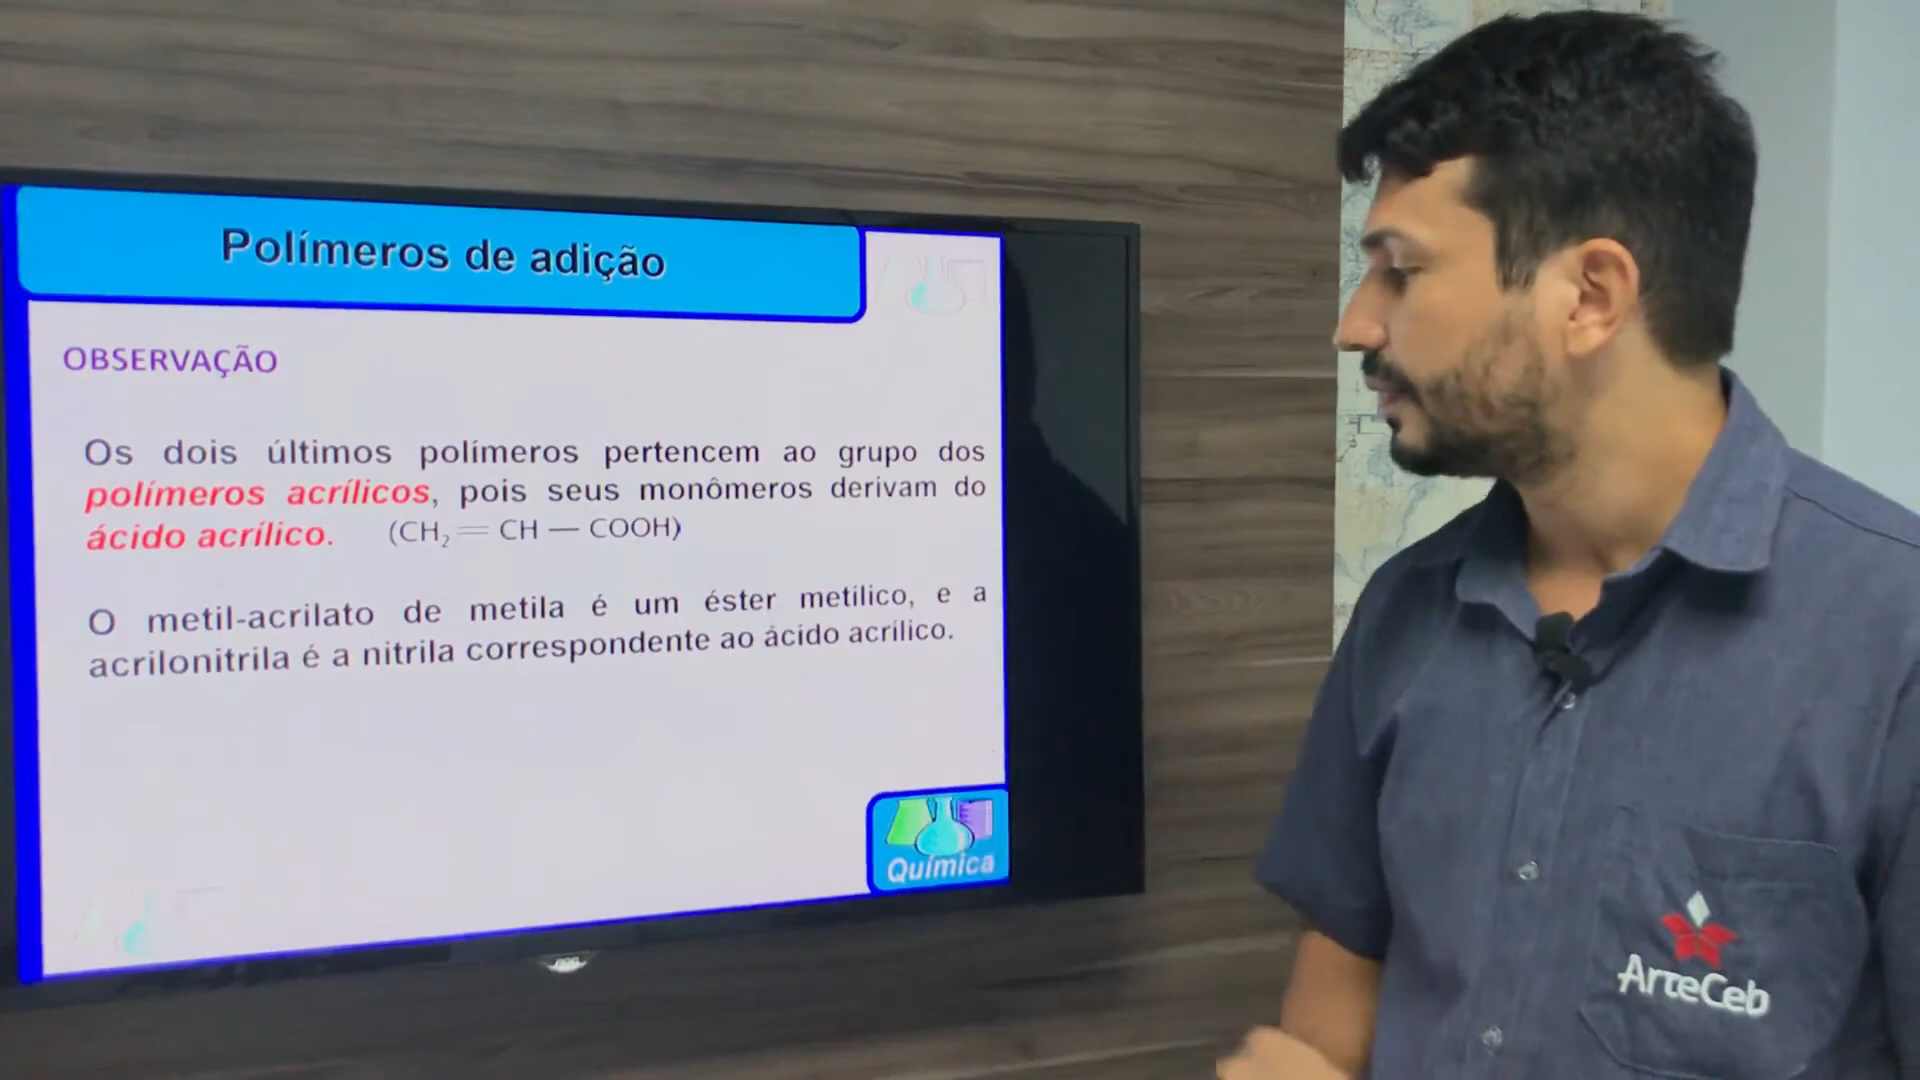 Polímeros de adição
OBSERVAÇÃO
Os dois últimos polímeros pertencem ao grupo dos
polímeros acrílicos, pois seus monômeros derivam do
ácido acrílico. (CH₂ = CH — COOH)
O metil-acrilato de metila é um éster metílico, e a
acrilonitrila é a nitrila correspondente ao ácido acrílico.
Química
ArteCeb